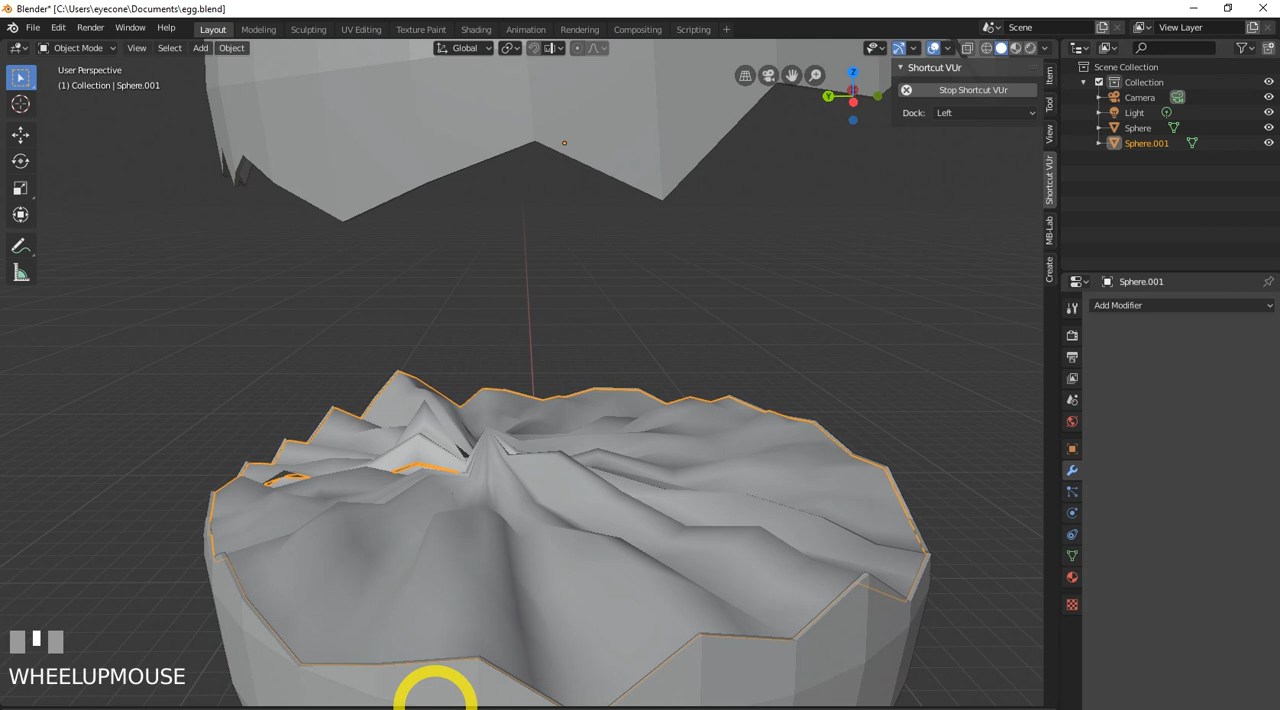 Blender* [C:\Users\eyecone\Documents\egg.blend]
File Edit Render Window Help Layout Modeling Sculpting UV Editing Texture Paint Shading Animation Rendering Compositing Scripting + Scene View Layer
Object Mode View Select Add Object Global
User Perspective
(1) Collection | Sphere.001
Shortcut VUr
Stop Shortcut VUr
Dock: Left
Z
Y
Item
Tool
View
Shortcut VUr
MB-Lab
Create
Scene Collection
Collection
Camera
Light
Sphere
Sphere.001
Sphere.001
Add Modifier
WHEELUPMOUSE